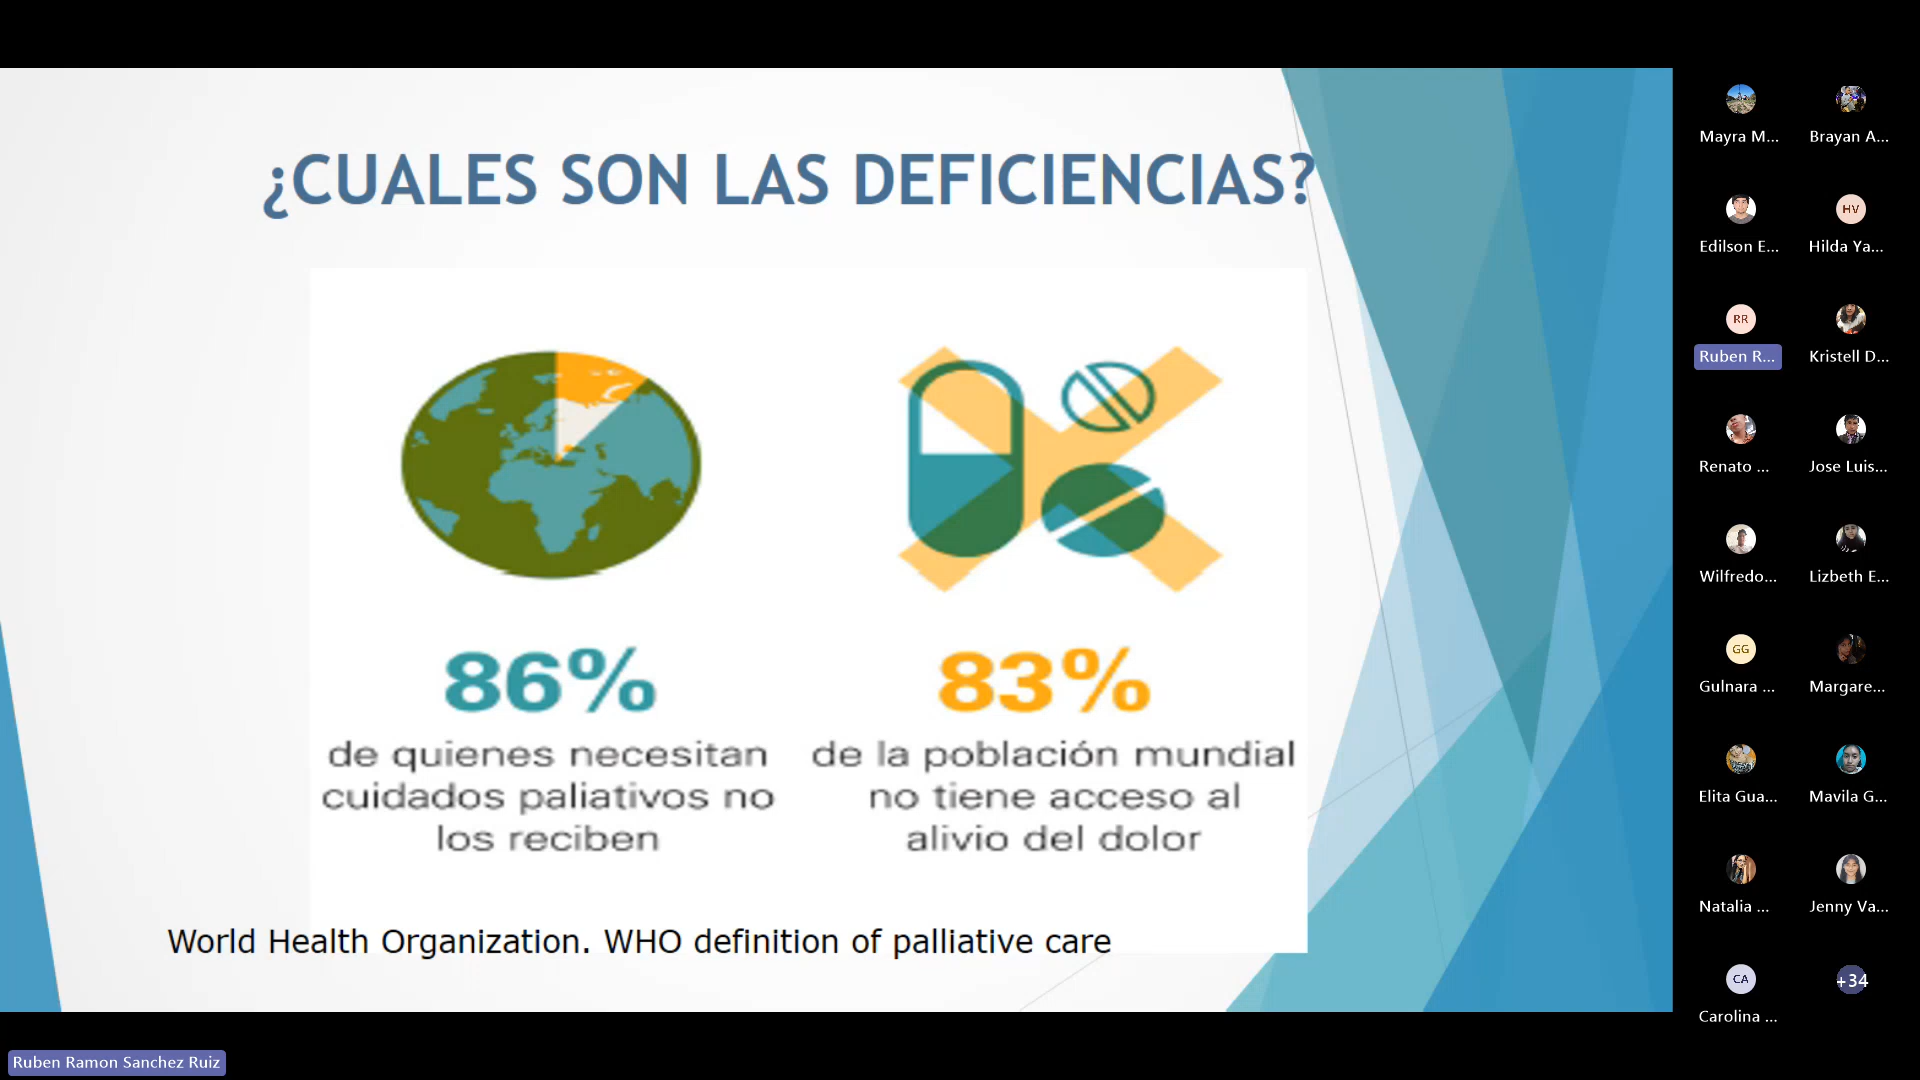 ¿CUALES SON LAS DEFICIENCIAS?
86%
de quienes necesitan
cuidados paliativos no
los reciben
83%
de la población mundial
no tiene acceso al
alivio del dolor
World Health Organization. WHO definition of palliative care
Mayra M...
Brayan A...
Edilson E...
HV
Hilda Ya...
RR
Ruben R...
Kristell D...
Renato ...
Jose Luis...
Wilfredo...
Lizbeth E...
GG
Gulnara ...
Margare...
Elita Gua...
Mavila G...
Natalia ...
Jenny Va...
CA
Carolina ...
+34
Ruben Ramon Sanchez Ruiz